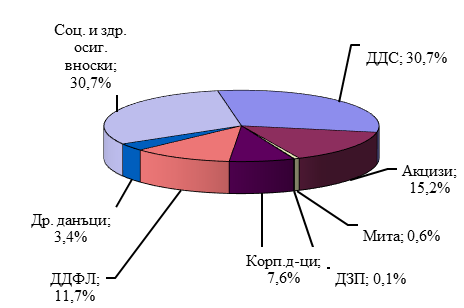 Соц. и здр.
осиг.
вноски;
30,7%
ДДС; 30,7%
Акцизи;
15,2%
Мита; 0,6%
ДЗП; 0,1%
Корп.д-ци;
7,6%
ДДФЛ;
11,7%
Др. данъци;
3,4%